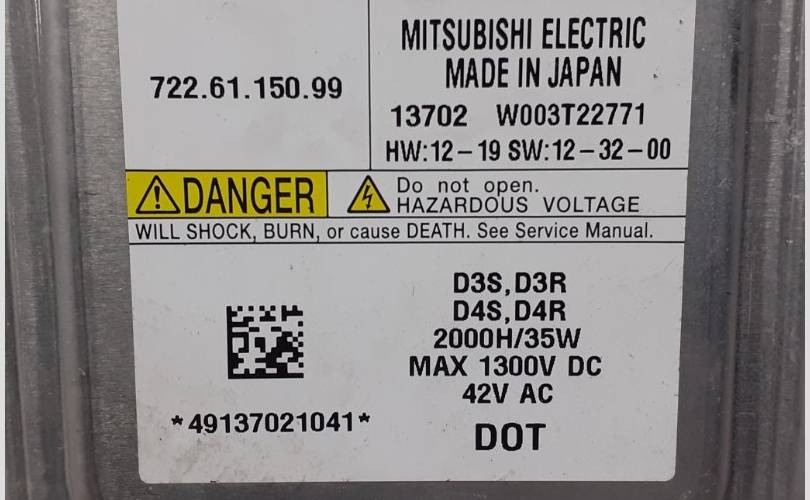 722.61.150.99
MITSUBISHI ELECTRIC
MADE IN JAPAN
13702 W003T22771
HW:12-19 SW:12-32-00
DANGER
Do not open.
HAZARDOUS VOLTAGE
WILL SHOCK, BURN, or cause DEATH. See Service Manual.
D3S,D3R
D4S,D4R
2000H/35W
MAX 1300V DC
42V AC
DOT
*49137021041*